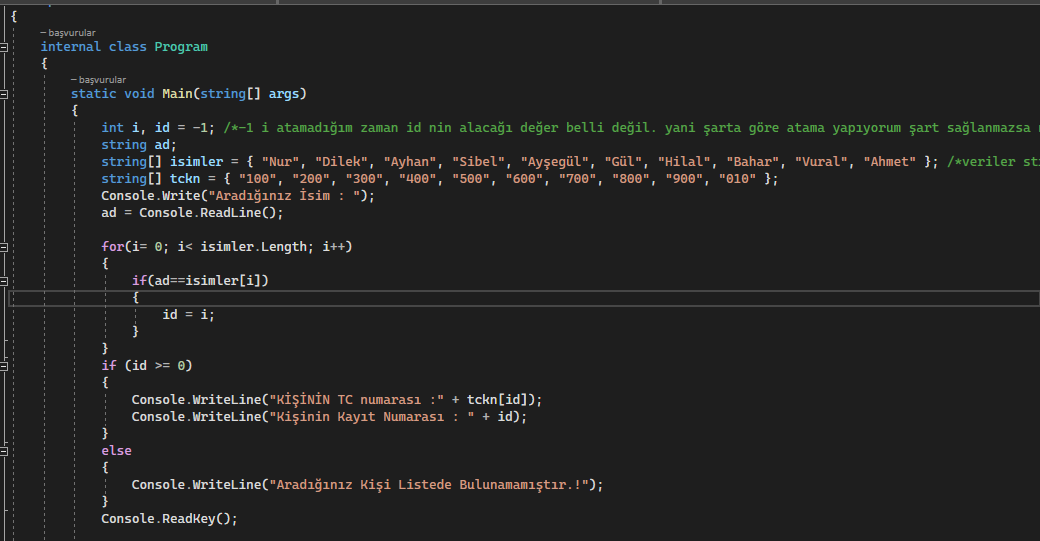 {
– başvurular
internal class Program
{
– başvurular
static void Main(string[] args)
{
int i, id = -1; /*-1 i atamadığım zaman id nin alacağı değer belli değil. yani şarta göre atama yapıyorum şart sağlanmazsa
string ad;
string[] isimler = { "Nur", "Dilek", "Ayhan", "Sibel", "Ayşegül", "Gül", "Hilal", "Bahar", "Vural", "Ahmet" }; /*veriler
string[] tckn = { "100", "200", "300", "400", "500", "600", "700", "800", "900", "010" };
Console.Write("Aradığınız İsim : ");
ad = Console.ReadLine();
for(i= 0; i< isimler.Length; i++)
{
if(ad==isimler[i])
{
id = i;
}
}
if (id >= 0)
{
Console.WriteLine("KİŞİNİN TC numarası :" + tckn[id]);
Console.WriteLine("Kişinin Kayıt Numarası : " + id);
}
else
{
Console.WriteLine("Aradığınız Kişi Listede Bulunamamıştır.!");
}
Console.ReadKey();